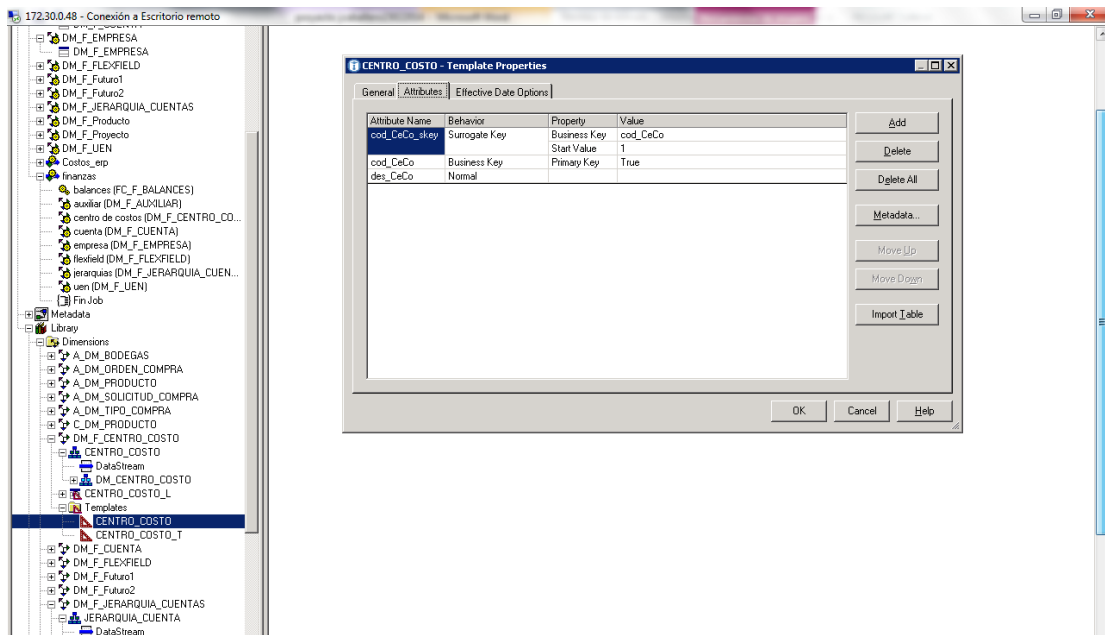 172.30.0.48 - Conexión a Escritorio remoto
DM_F_EMPRESA
DM_F_EMPRESA
DM_F_FLEXFIELD
DM_F_Futuro1
DM_F_Futuro2
DM_F_JERARQUIA_CUENTAS
DM_F_Producto
DM_F_Proyecto
DM_F_UEN
Costos_erp
finanzas
balances (FC_F_BALANCES)
auxiliar (DM_F_AUXILIAR)
centro de costos (DM_F_CENTRO_CO...
cuenta (DM_F_CUENTA)
empresa (DM_F_EMPRESA)
flexfield (DM_F_FLEXFIELD)
jerarquias (DM_F_JERARQUIA_CUEN...
uen (DM_F_UEN)
Fin Job
Metadata
Library
Dimensions
A_DM_BODEGAS
A_DM_ORDEN_COMPRA
A_DM_PRODUCTO
A_DM_SOLICITUD_COMPRA
A_DM_TIPO_COMPRA
C_DM_PRODUCTO
DM_F_CENTRO_COSTO
CENTRO_COSTO
DataStream
DM_CENTRO_COSTO
CENTRO_COSTO_L
Templates
CENTRO_COSTO
CENTRO_COSTO_T
DM_F_CUENTA
DM_F_FLEXFIELD
DM_F_Futuro1
DM_F_Futuro2
DM_F_JERARQUIA_CUENTAS
JERARQUIA_CUENTA
DataStream
CENTRO_COSTO - Template Properties
General Attributes Effective Date Options
Attribute Name Behavior Property Value
cod_CeCo_skey Surrogate Key Business Key cod_CeCo
Start Value 1
cod_CeCo Business Key Primary Key True
des_CeCo Normal
Add
Delete
Delete All
Metadata...
Move Up
Move Down
Import Table
OK Cancel Help